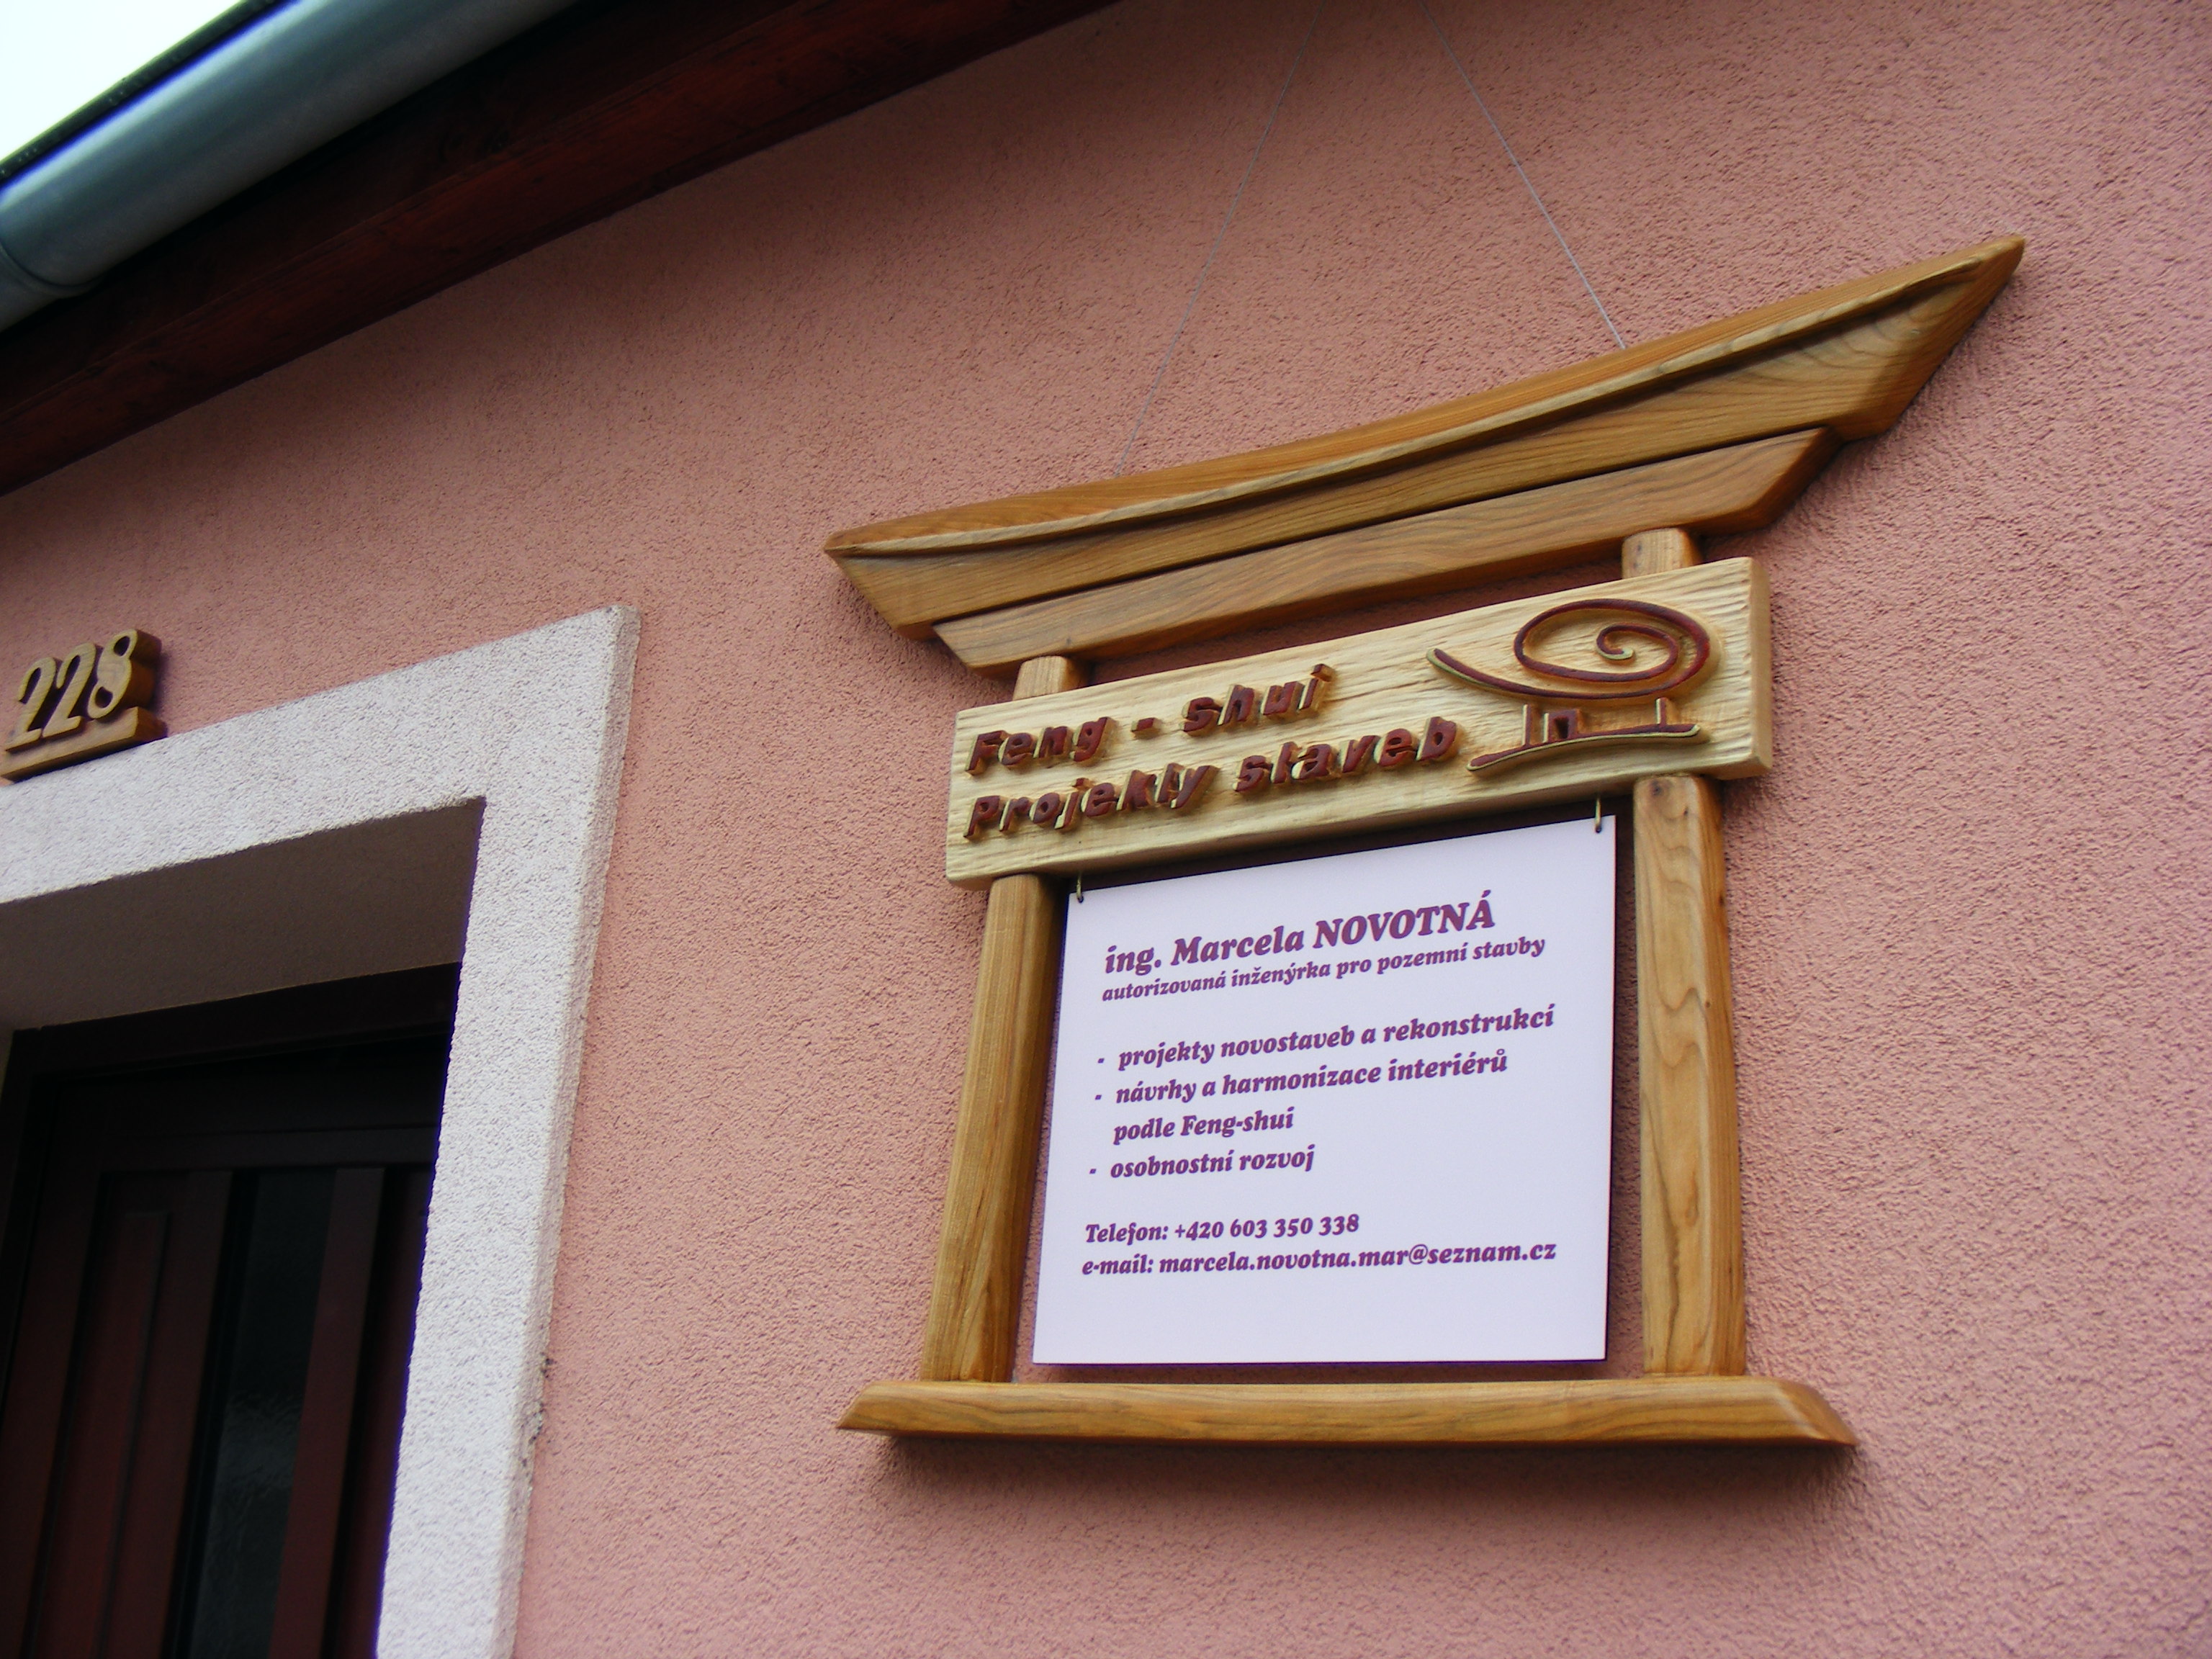 228
Feng - shui
Projekty staveb
ing. Marcela NOVOTNÁ
autorizovaná inženýrka pro pozemní stavby
- projekty novostaveb a rekonstrukcí
- návrhy a harmonizace interiérů
podle Feng-shui
- osobnostní rozvoj
Telefon: +420 603 350 338
e-mail: marcela.novotna.mar@seznam.cz